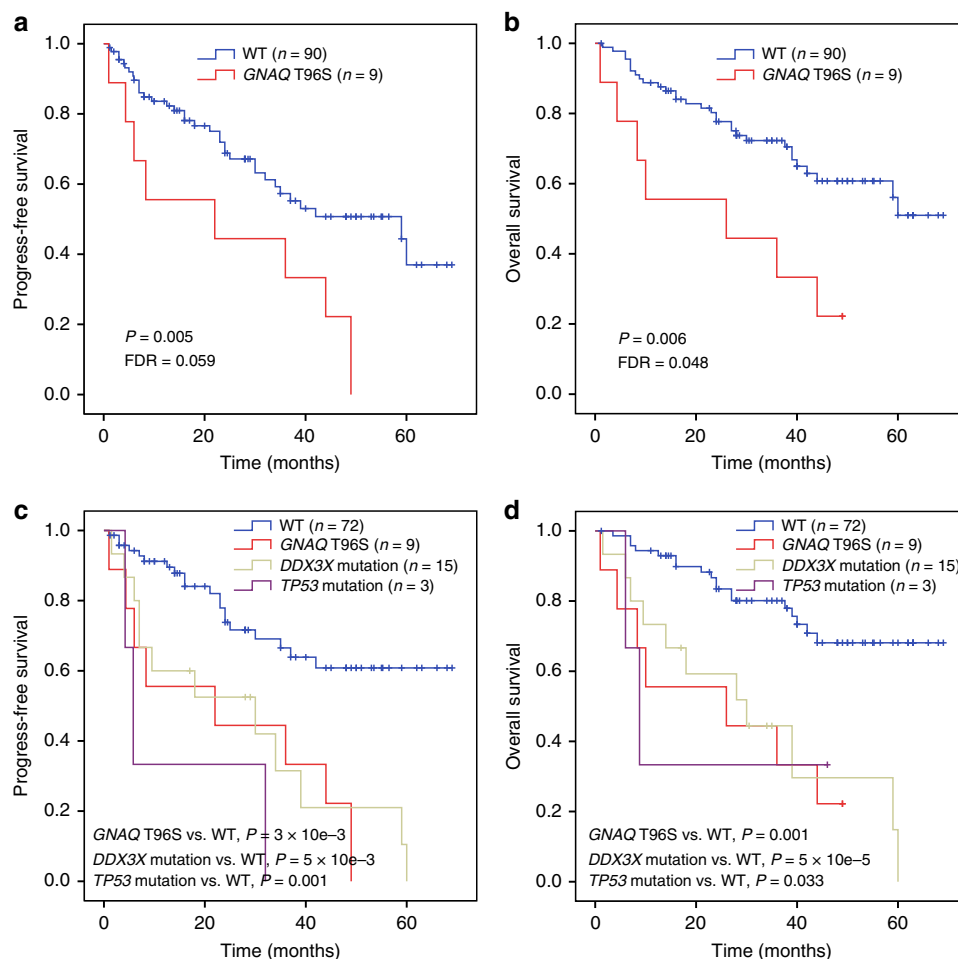 a
1.0
0.8
0.6
0.4
0.2
0.0
Progress-free survival
WT (n = 90)
GNAQ T96S (n = 9)
P = 0.005
FDR = 0.059
0 20 40 60
Time (months)
b
1.0
0.8
0.6
0.4
0.2
0.0
Overall survival
WT (n = 90)
GNAQ T96S (n = 9)
P = 0.006
FDR = 0.048
0 20 40 60
Time (months)
c
1.0
0.8
0.6
0.4
0.2
0.0
Progress-free survival
WT (n = 72)
GNAQ T96S (n = 9)
DDX3X mutation (n = 15)
TP53 mutation (n = 3)
GNAQ T96S vs. WT, P = 3 × 10e–3
DDX3X mutation vs. WT, P = 5 × 10e–3
TP53 mutation vs. WT, P = 0.001
0 20 40 60
Time (months)
d
1.0
0.8
0.6
0.4
0.2
0.0
Overall survival
WT (n = 72)
GNAQ T96S (n = 9)
DDX3X mutation (n = 15)
TP53 mutation (n = 3)
GNAQ T96S vs. WT, P = 0.001
DDX3X mutation vs. WT, P = 5 × 10e–5
TP53 mutation vs. WT, P = 0.033
0 20 40 60
Time (months)